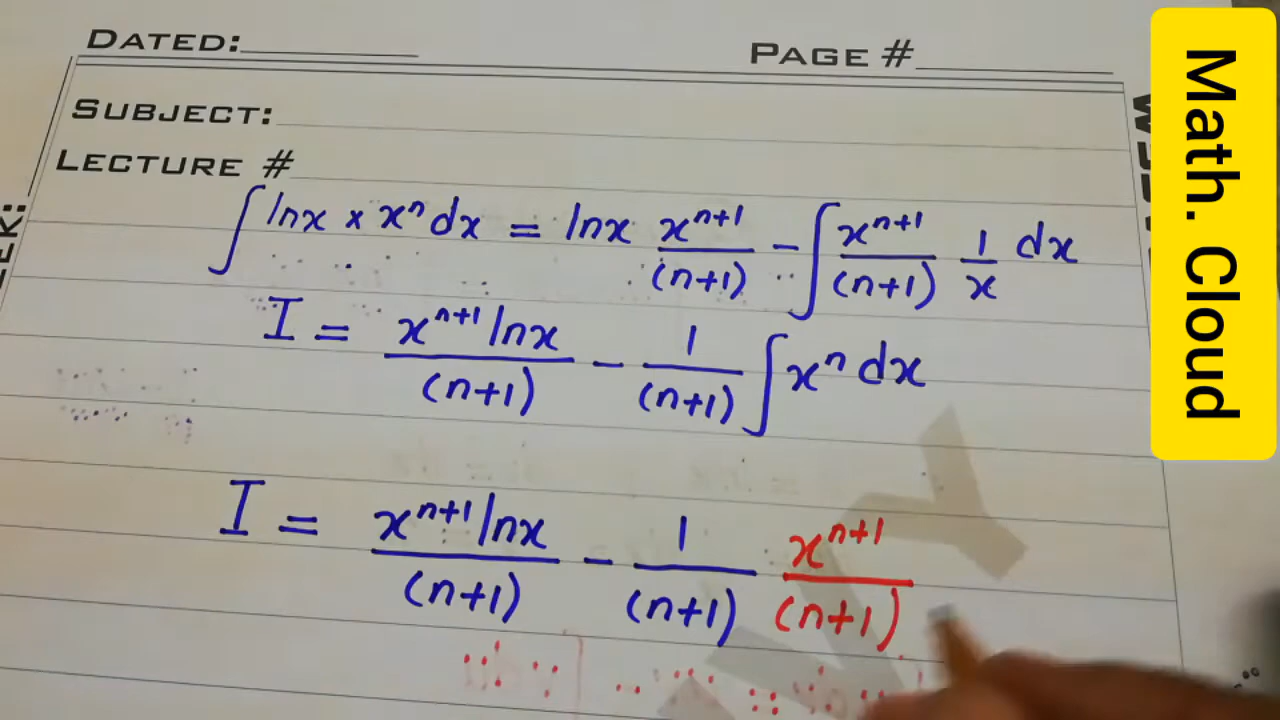 DATED: PAGE #
SUBJECT:
LECTURE #
∫ lnx × xⁿ dx = lnx xⁿ⁺¹/(n+1) - ∫ xⁿ⁺¹/(n+1) 1/x dx
I = xⁿ⁺¹ lnx/(n+1) - 1/(n+1) ∫ xⁿ dx
I = xⁿ⁺¹ lnx/(n+1) - 1/(n+1) xⁿ⁺¹/(n+1)
Math. Cloud